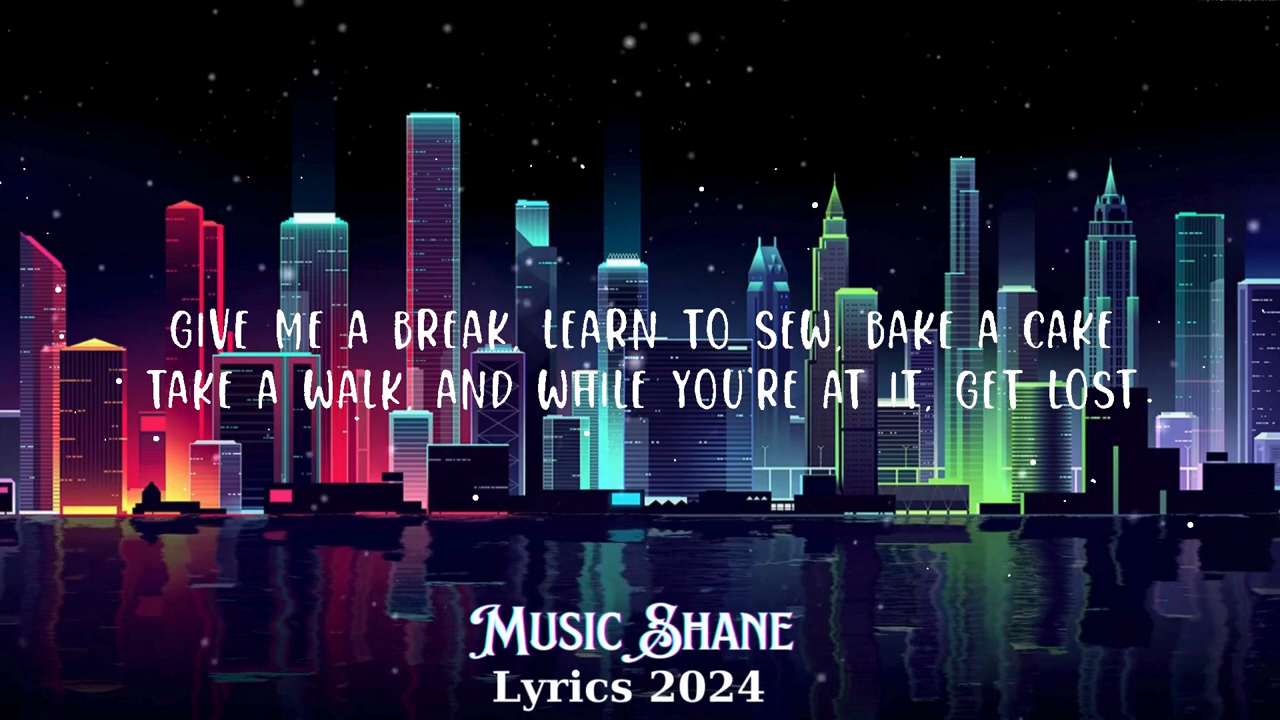 GIVE ME A BREAK, LEARN TO SEW, BAKE A CAKE
TAKE A WALK, AND WHILE YOU'RE AT IT, GET LOST
MUSIC SHANE
Lyrics 2024